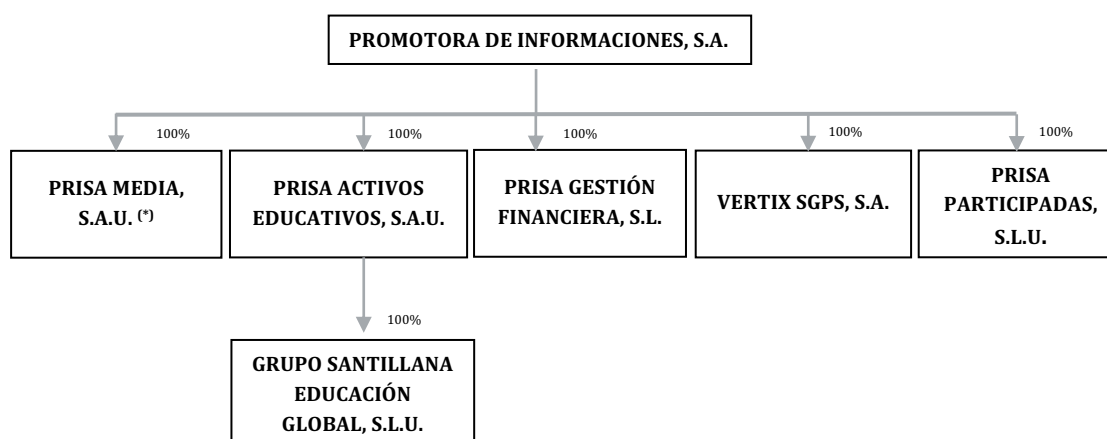 PROMOTORA DE INFORMACIONES, S.A.
100%
100%
100%
100%
100%
PRISA MEDIA,
S.A.U. (*)
PRISA ACTIVOS
EDUCATIVOS, S.A.U.
PRISA GESTIÓN
FINANCIERA, S.L.
VERTIX SGPS, S.A.
PRISA
PARTICIPADAS,
S.L.U.
100%
GRUPO SANTILLANA
EDUCACIÓN
GLOBAL, S.L.U.